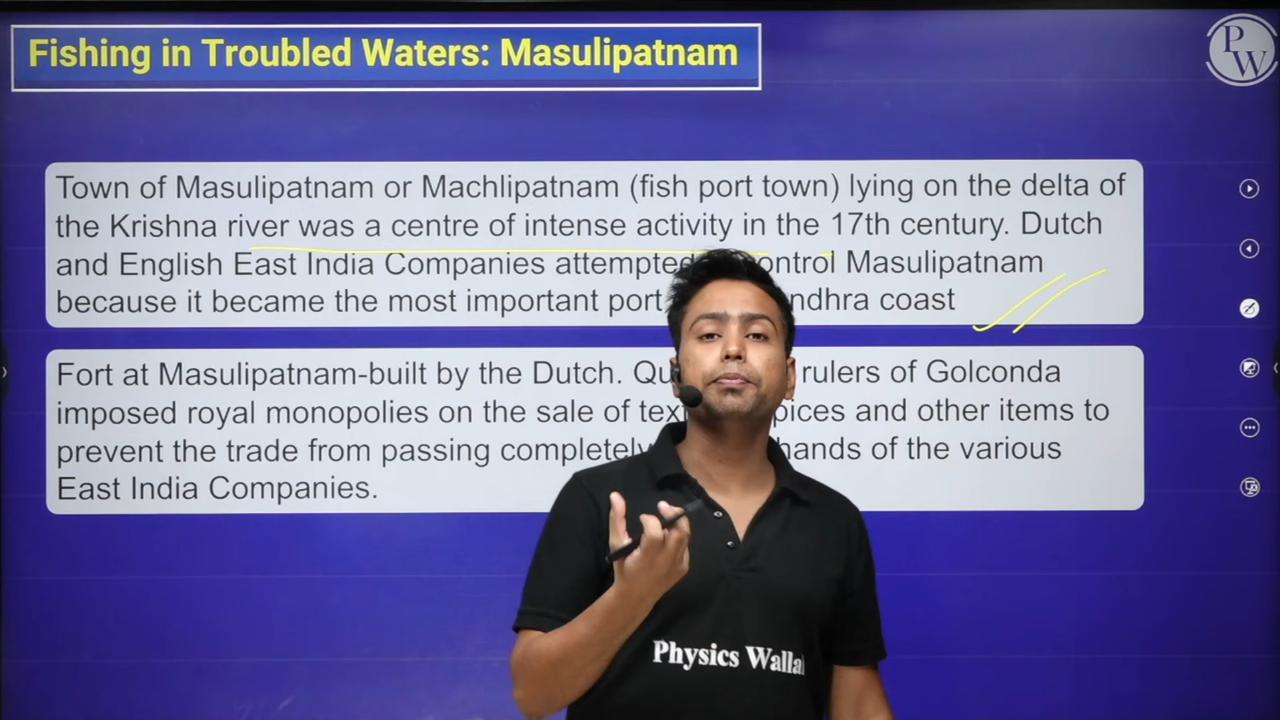 Fishing in Troubled Waters: Masulipatnam
PW
Town of Masulipatnam or Machlipatnam (fish port town) lying on the delta of
the Krishna river was a centre of intense activity in the 17th century. Dutch
and English East India Companies attempted control Masulipatnam
because it became the most important port coast
Fort at Masulipatnam-built by the Dutch. rulers of Golconda
imposed royal monopolies on the sale of and other items to
prevent the trade from passing completely hands of the various
East India Companies.
Physics